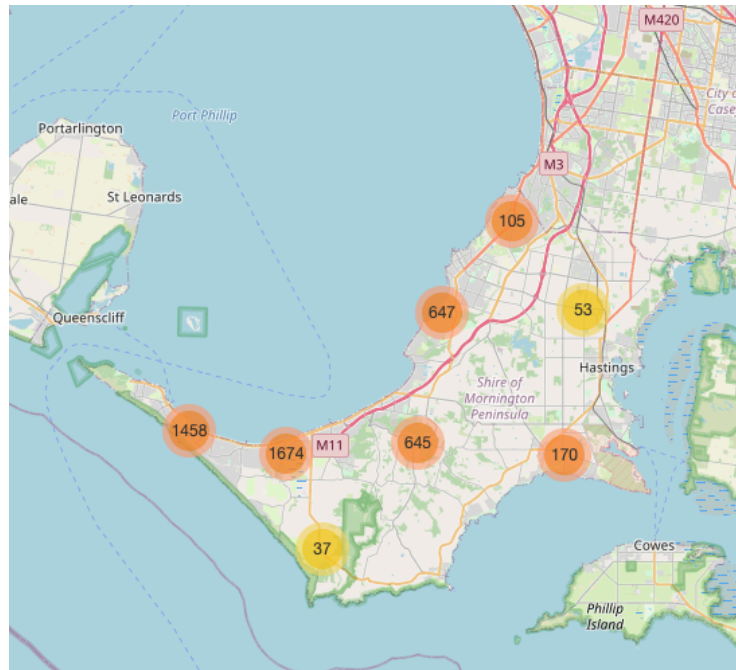 M420
City of
Case
Port Phillip
Portarlington
M3
ale
St Leonards
105
647
53
Queenscliff
Hastings
Shire of
Mornington
Peninsula
1458
1674
M11
645
170
37
Cowes
Phillip
Island